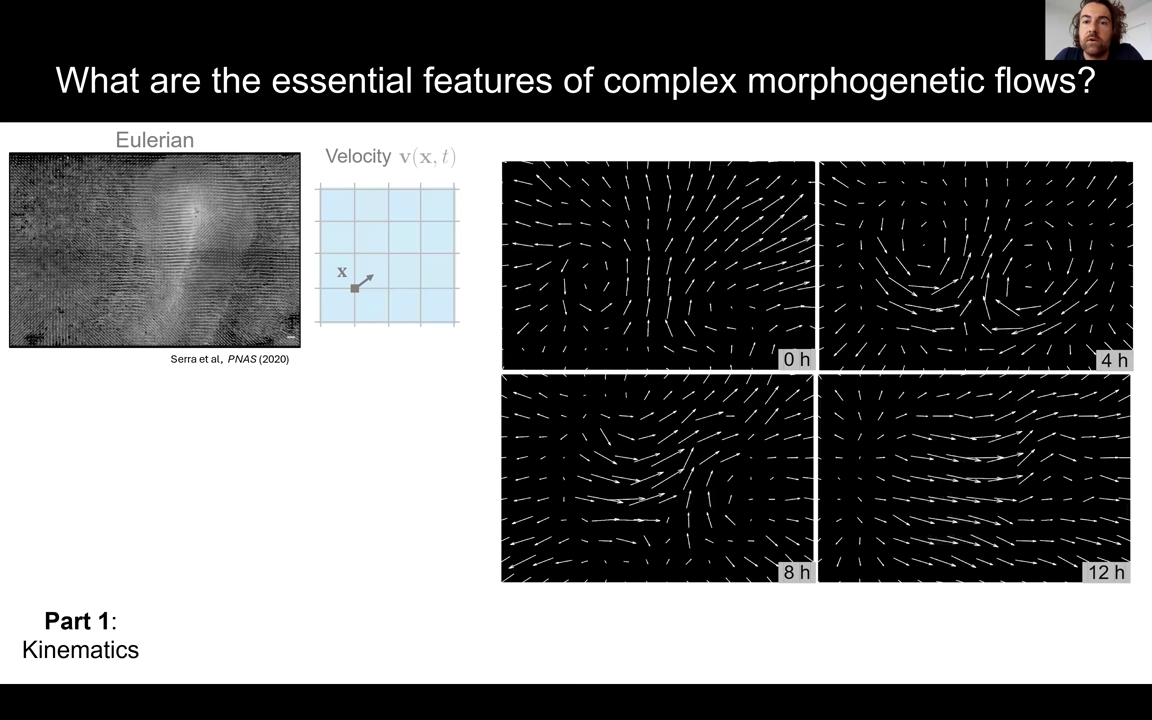 What are the essential features of complex morphogenetic flows?
Eulerian
Velocity v(x, t)
x
Serra et al, PNAS (2020)
0 h
4 h
8 h
12 h
Part 1:
Kinematics